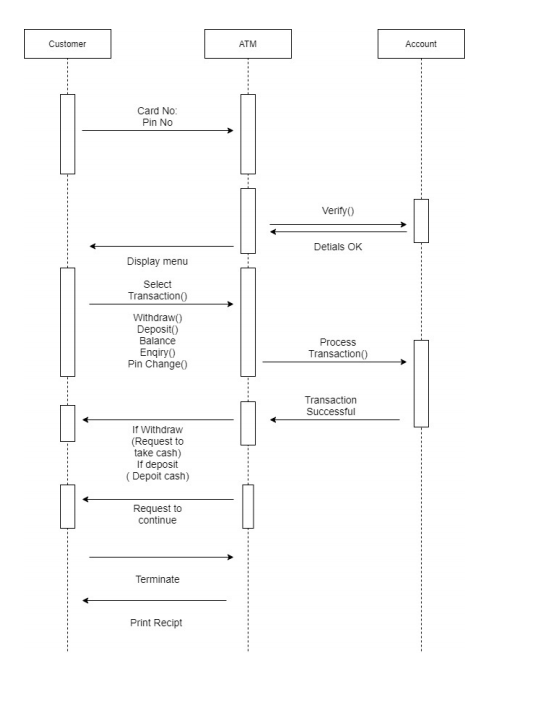 Customer
ATM
Account
Card No:
Pin No
Verify()
Detials OK
Display menu
Select
Transaction()
Withdraw()
Deposit()
Balance
Enqiry()
Pin Change()
Process
Transaction()
Transaction
Successful
If Withdraw
(Request to
take cash)
If deposit
( Depoit cash)
Request to
continue
Terminate
Print Recipt